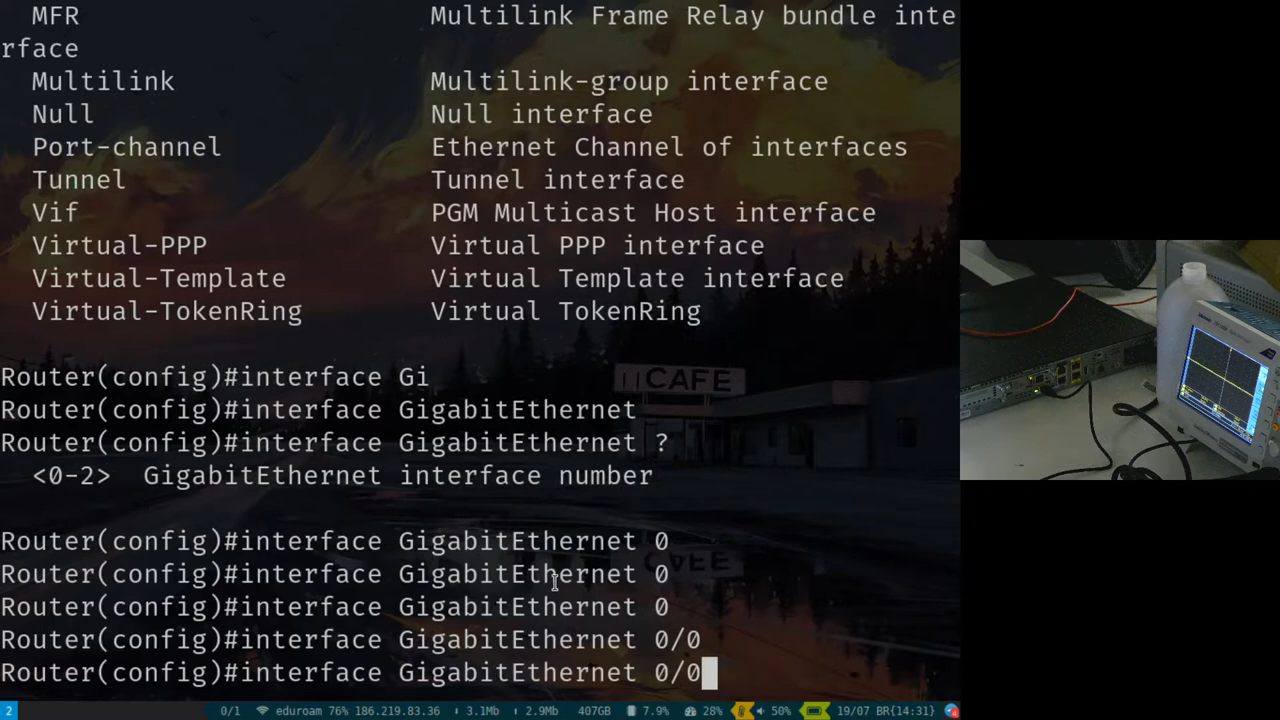 MFR                      Multilink Frame Relay bundle inte
rface
Multilink                Multilink-group interface
Null                     Null interface
Port-channel             Ethernet Channel of interfaces
Tunnel                   Tunnel interface
Vif                      PGM Multicast Host interface
Virtual-PPP              Virtual PPP interface
Virtual-Template         Virtual Template interface
Virtual-TokenRing        Virtual TokenRing
Router(config)#interface Gi
CAFE
Router(config)#interface GigabitEthernet
Router(config)#interface GigabitEthernet ?
<0-2>  GigabitEthernet interface number
Router(config)#interface GigabitEthernet 0
Router(config)#interface GigabitEthernet 0
Router(config)#interface GigabitEthernet 0
Router(config)#interface GigabitEthernet 0/0
Router(config)#interface GigabitEthernet 0/0
2 0/1 eduroam 76% 186.219.83.36 3.1Mb 2.9Mb 407GB 7.9% 28% 50% 19/07 BR{14:31}